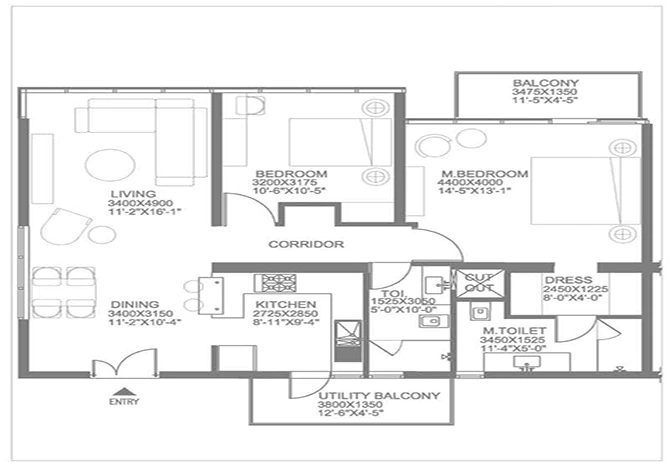 BALCONY
3475X1350
11'-5"X4'-5"
BEDROOM
3200X3175
10'-6"X10'-5"
M.BEDROOM
4400X4000
14'-5"X13'-1"
LIVING
3400X4900
11'-2"X16'-1"
CORRIDOR
DINING
3400X3150
11'-2"X10'-4"
KITCHEN
2725X2850
8'-11"X9'-4"
TOI.
1525X3050
5'-0"X10'-0"
CUT
OUT
DRESS
2450X1225
8'-0"X4'-0"
M.TOILET
3450X1525
11'-4"X5'-0"
ENTRY
UTILITY BALCONY
3800X1350
12'-6"X4'-5"